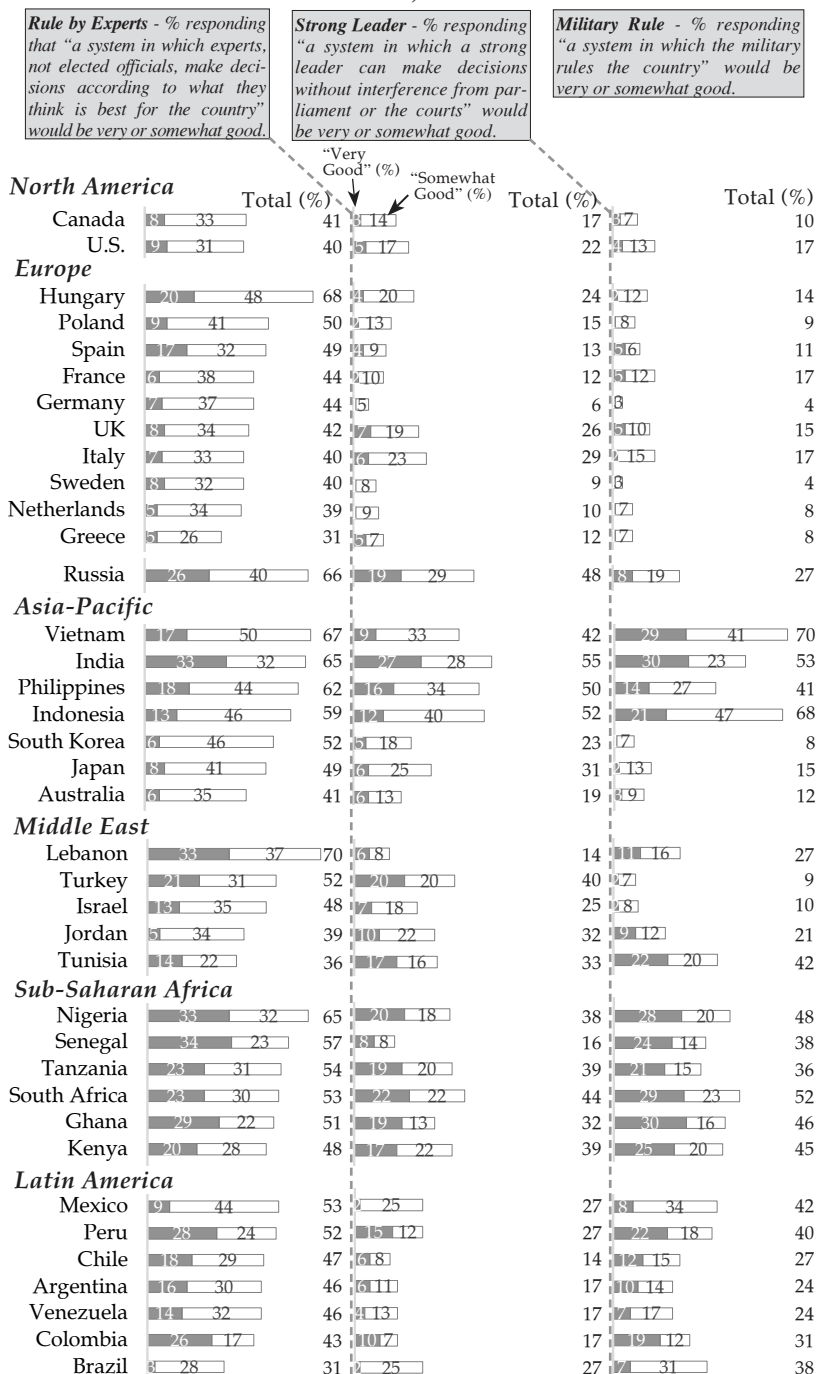 Rule by Experts - % responding
that “a system in which experts,
not elected officials, make deci-
sions according to what they
think is best for the country”
would be very or somewhat good.
Strong Leader - % responding
“a system in which a strong
leader can make decisions
without interference from par-
liament or the courts” would
be very or somewhat good.
Military Rule - % responding
“a system in which the military
rules the country” would be
very or somewhat good.
“Very
Good” (%)
“Somewhat
Good” (%)
North America
Total (%) Total (%) Total (%)
Canada 8 33 41 3 14 17 3 7 10
U.S. 9 31 40 5 17 22 4 13 17
Europe
Hungary 20 48 68 4 20 24 2 12 14
Poland 9 41 50 2 13 15 8 9
Spain 17 32 49 4 9 13 5 6 11
France 6 38 44 2 10 12 5 12 17
Germany 7 37 44 5 6 3 4
UK 8 34 42 7 19 26 5 10 15
Italy 7 33 40 6 23 29 2 15 17
Sweden 8 32 40 8 9 3 4
Netherlands 5 34 39 9 10 7 8
Greece 5 26 31 5 7 12 7 8
Russia 26 40 66 19 29 48 8 19 27
Asia-Pacific
Vietnam 17 50 67 9 33 42 29 41 70
India 33 32 65 27 28 55 30 23 53
Philippines 18 44 62 16 34 50 14 27 41
Indonesia 13 46 59 12 40 52 21 47 68
South Korea 6 46 52 5 18 23 7 8
Japan 8 41 49 6 25 31 2 13 15
Australia 6 35 41 6 13 19 3 9 12
Middle East
Lebanon 33 37 70 6 8 14 11 16 27
Turkey 21 31 52 20 20 40 2 7 9
Israel 13 35 48 7 18 25 2 8 10
Jordan 5 34 39 10 22 32 9 12 21
Tunisia 14 22 36 17 16 33 22 20 42
Sub-Saharan Africa
Nigeria 33 32 65 20 18 38 28 20 48
Senegal 34 23 57 8 8 16 24 14 38
Tanzania 23 31 54 19 20 39 21 15 36
South Africa 23 30 53 22 22 44 29 23 52
Ghana 29 22 51 19 13 32 30 16 46
Kenya 20 28 48 17 22 39 25 20 45
Latin America
Mexico 9 44 53 2 25 27 8 34 42
Peru 28 24 52 15 12 27 22 18 40
Chile 18 29 47 6 8 14 12 15 27
Argentina 16 30 46 6 11 17 10 14 24
Venezuela 14 32 46 4 13 17 7 17 24
Colombia 26 17 43 10 7 17 19 12 31
Brazil 3 28 31 2 25 27 7 31 38